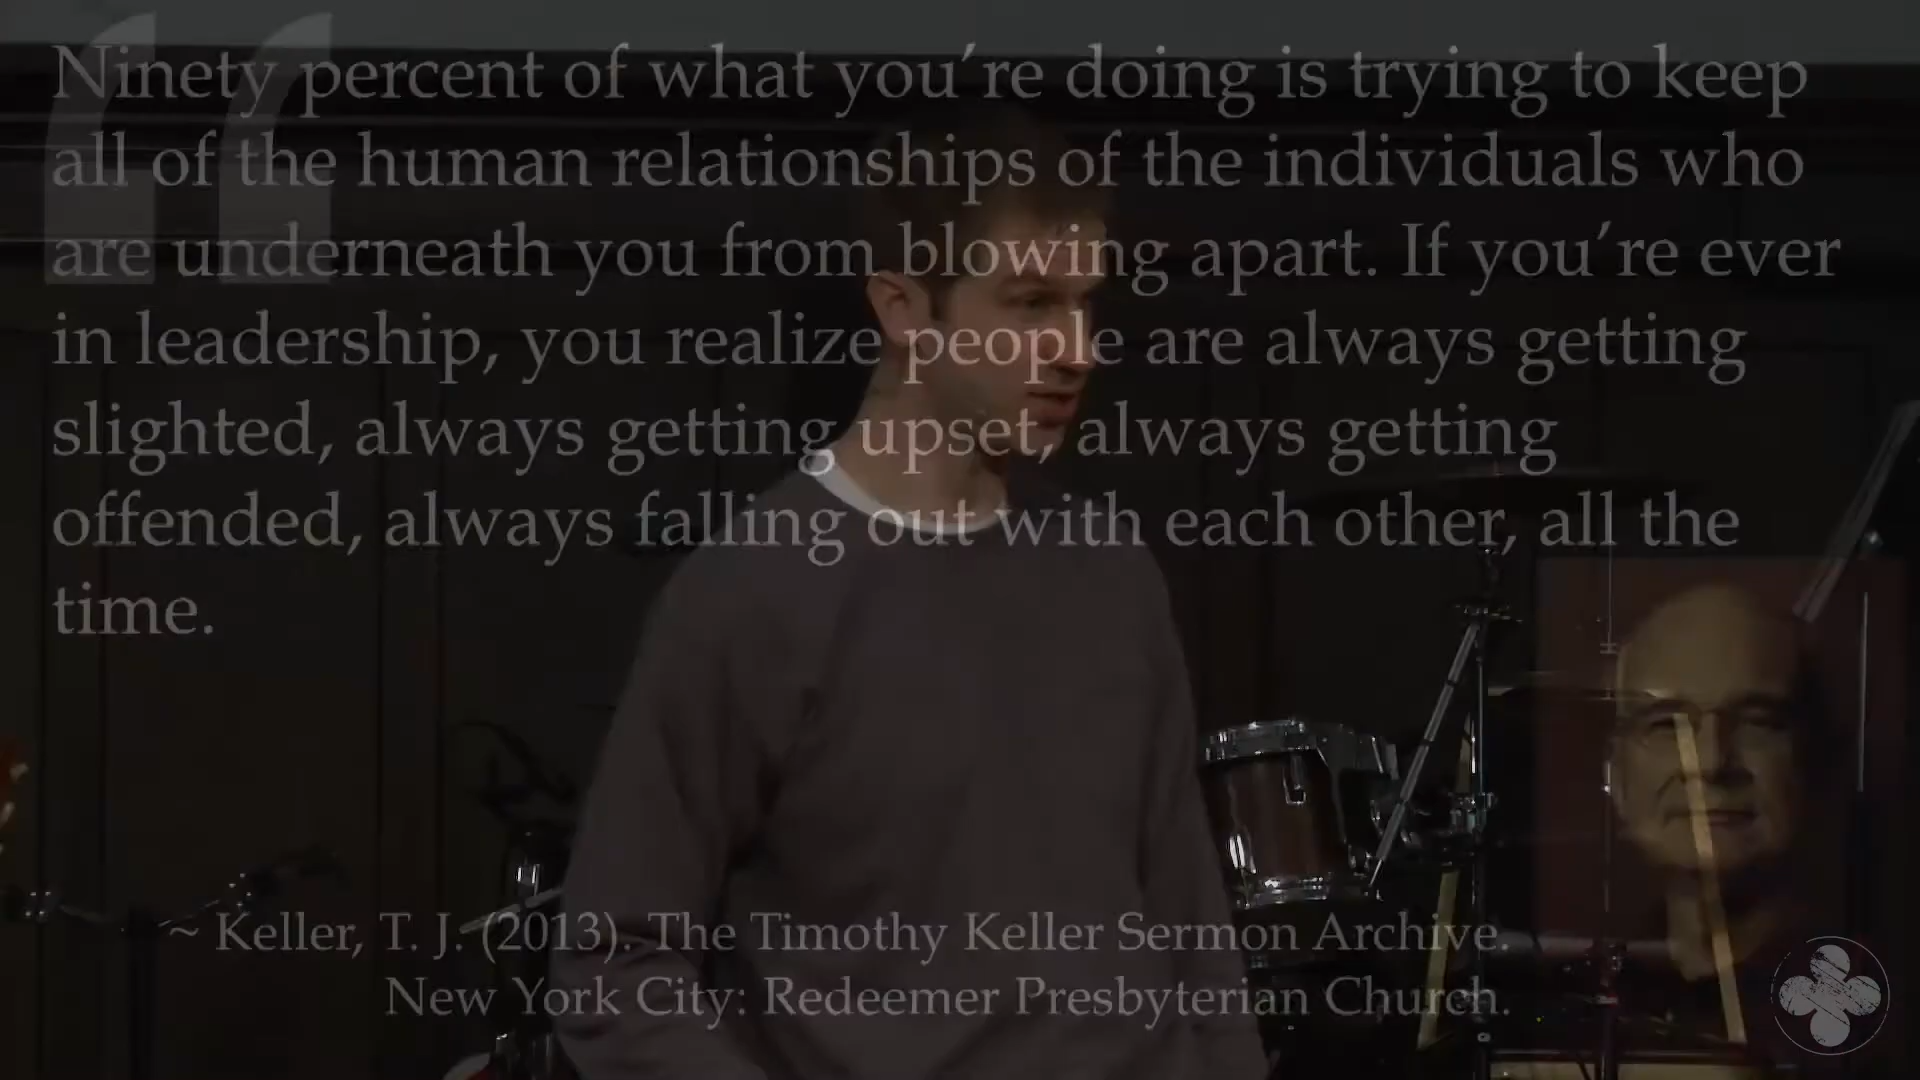 Ninety percent of what you’re doing is trying to keep
all of the human relationships of the individuals who
are underneath you from blowing apart. If you’re ever
in leadership, you realize people are always getting
slighted, always getting upset, always getting
offended, always falling out with each other, all the
time.
~ Keller, T. J. (2013). The Timothy Keller Sermon Archive.
New York City: Redeemer Presbyterian Church.